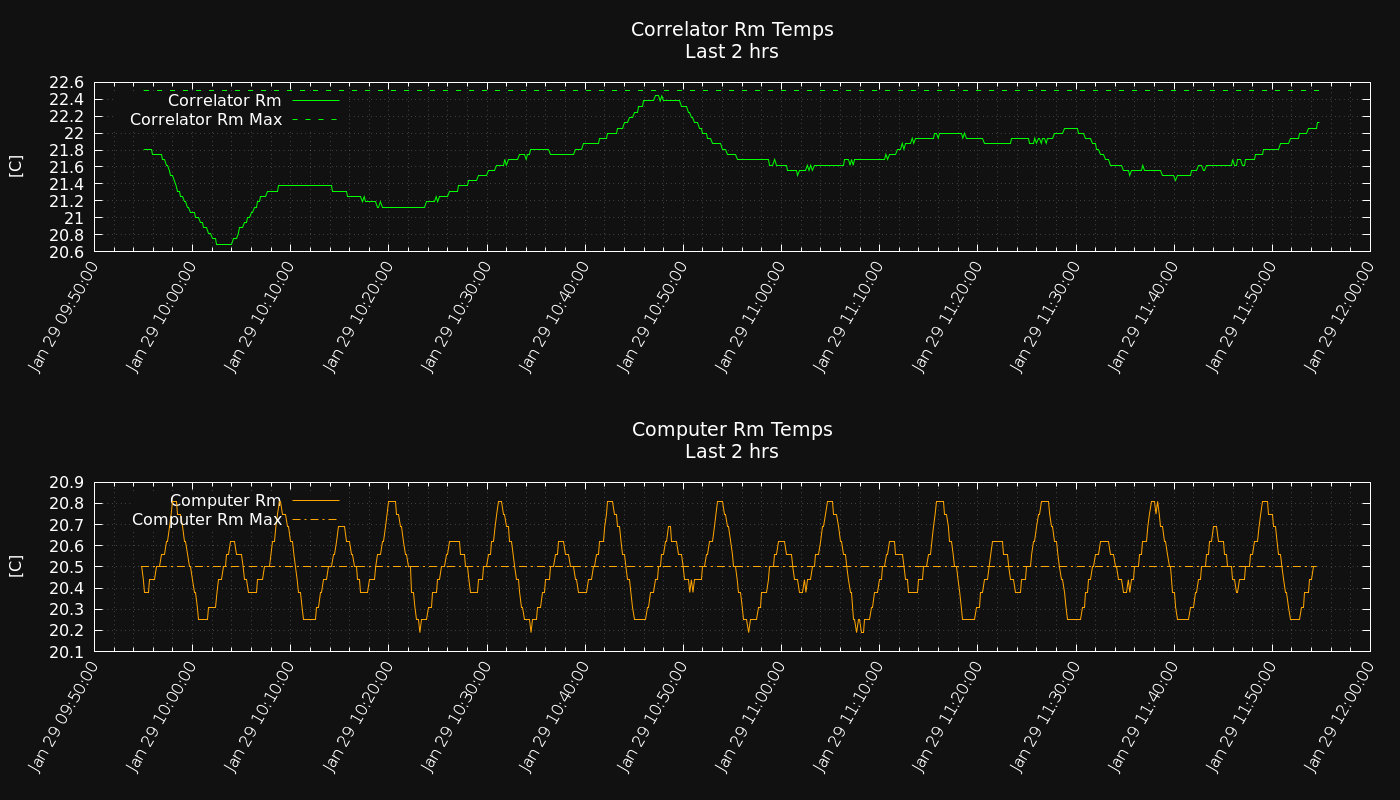 Correlator Rm Temps
Last 2 hrs
22.6
22.4
22.2
22
21.8
21.6
21.4
21.2
21
20.8
20.6
[C]
Correlator Rm
Correlator Rm Max
Jan 29 09:50:00
Jan 29 10:00:00
Jan 29 10:10:00
Jan 29 10:20:00
Jan 29 10:30:00
Jan 29 10:40:00
Jan 29 10:50:00
Jan 29 11:00:00
Jan 29 11:10:00
Jan 29 11:20:00
Jan 29 11:30:00
Jan 29 11:40:00
Jan 29 11:50:00
Jan 29 12:00:00
Computer Rm Temps
Last 2 hrs
20.9
20.8
20.7
20.6
20.5
20.4
20.3
20.2
20.1
[C]
Computer Rm
Computer Rm Max
Jan 29 09:50:00
Jan 29 10:00:00
Jan 29 10:10:00
Jan 29 10:20:00
Jan 29 10:30:00
Jan 29 10:40:00
Jan 29 10:50:00
Jan 29 11:00:00
Jan 29 11:10:00
Jan 29 11:20:00
Jan 29 11:30:00
Jan 29 11:40:00
Jan 29 11:50:00
Jan 29 12:00:00